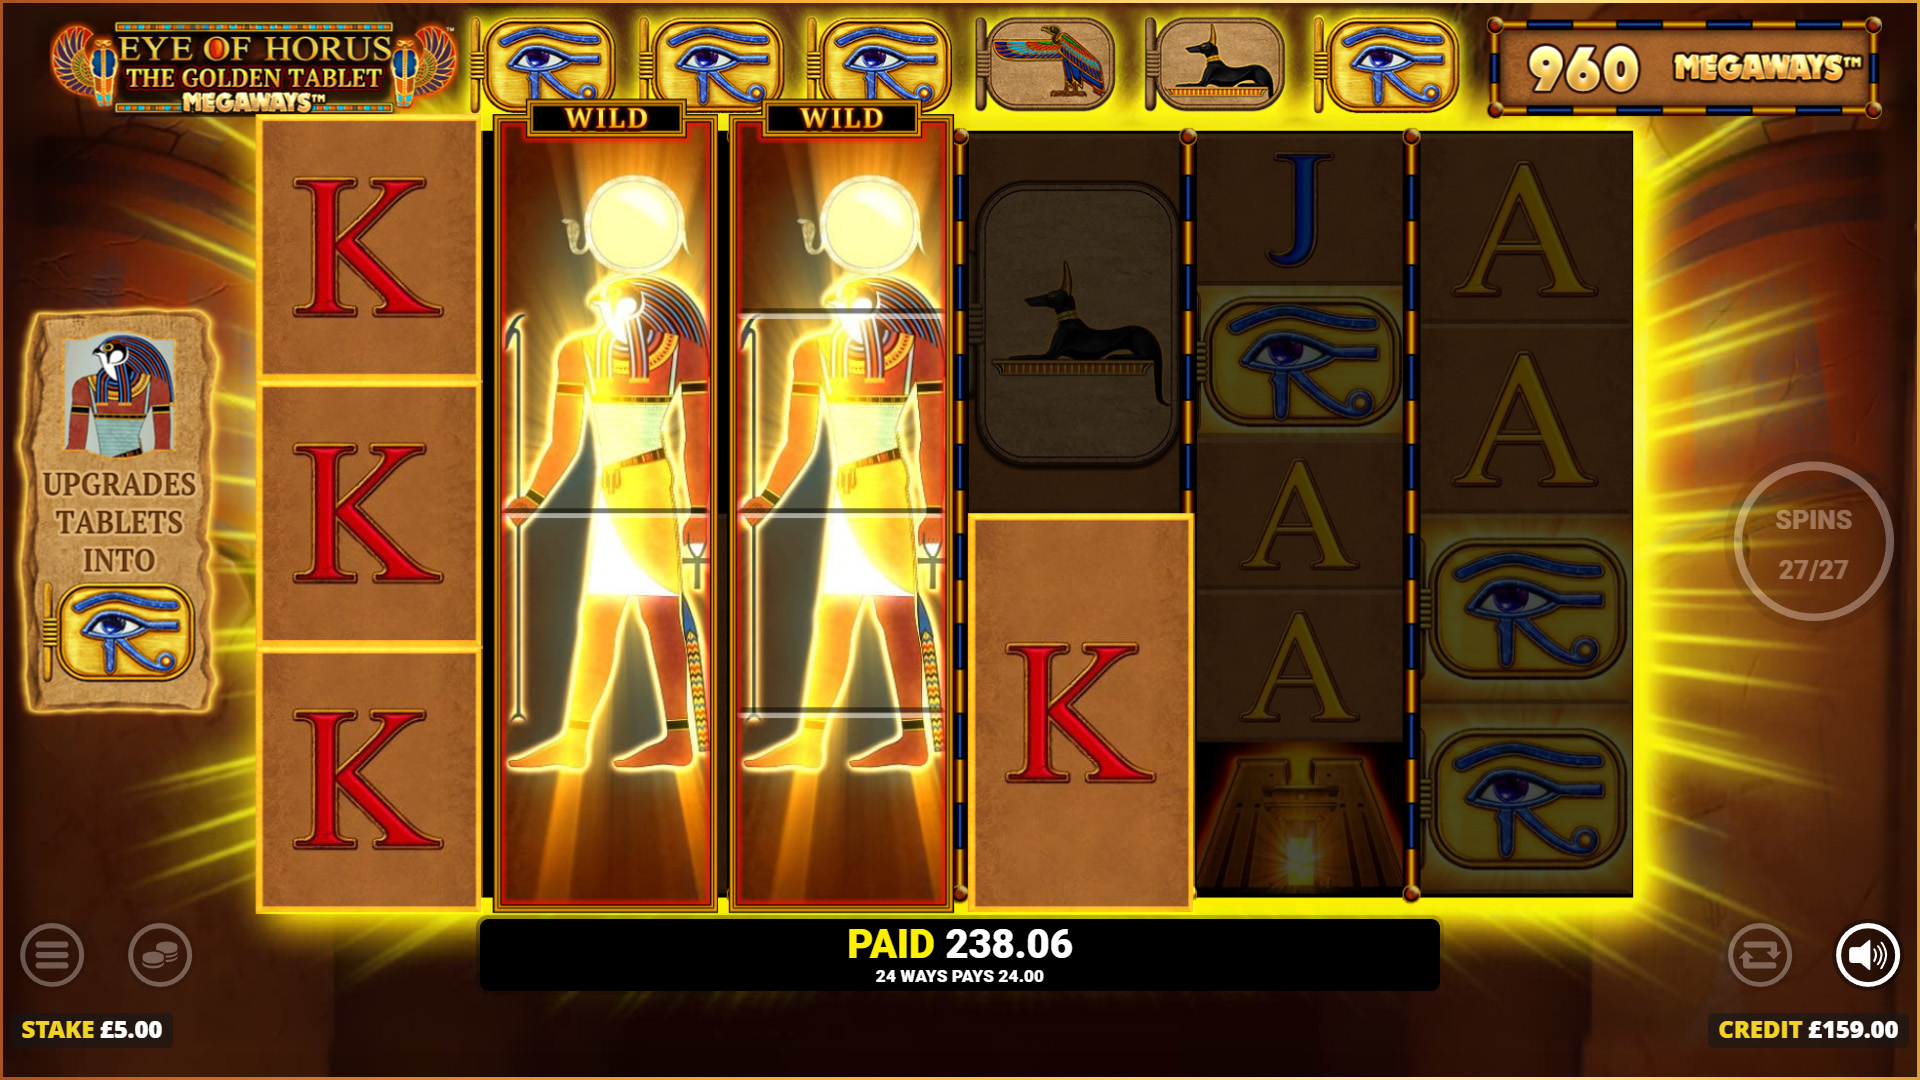 EYE OF HORUS™
THE GOLDEN TABLET
MEGAWAYS™
960 MEGAWAYS™
WILD
WILD
K
K
K
K
J
A
A
A
A
UPGRADES
TABLETS
INTO
SPINS
27/27
PAID 238.06
24 WAYS PAYS 24.00
STAKE £5.00
CREDIT £159.00